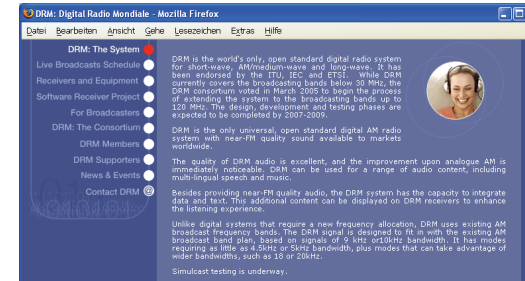 DRM: Digital Radio Mondiale - Mozilla Firefox
Datei Bearbeiten Ansicht Gehe Lesezeichen Extras Hilfe
DRM: The System
Live Broadcasts Schedule
Receivers and Equipment
Software Receiver Project
For Broadcasters
DRM: The Consortium
DRM Members
DRM Supporters
News & Events
Contact DRM @
DRM is the world's only, open standard digital radio system
for short-wave, AM/medium-wave and long-wave. It has
been endorsed by the ITU, IEC and ETSI. While DRM
currently covers the broadcasting bands below 30 MHz, the
DRM consortium voted in March 2005 to begin the process
of extending the system to the broadcasting bands up to
120 MHz. The design, development and testing phases are
expected to be completed by 2007-2009.
DRM is the only universal, open standard digital AM radio
system with near-FM quality sound available to markets
worldwide.
The quality of DRM audio is excellent, and the improvement upon analogue AM is
immediately noticeable. DRM can be used for a range of audio content, including
multi-lingual speech and music.
Besides providing near-FM quality audio, the DRM system has the capacity to integrate
data and text. This additional content can be displayed on DRM receivers to enhance
the listening experience.
Unlike digital systems that require a new frequency allocation, DRM uses existing AM
broadcast frequency bands. The DRM signal is designed to fit in with the existing AM
broadcast band plan, based on signals of 9 kHz or10kHz bandwidth. It has modes
requiring as little as 4.5kHz or 5kHz bandwidth, plus modes that can take advantage of
wider bandwidths, such as 18 or 20kHz.
Simulcast testing is underway.